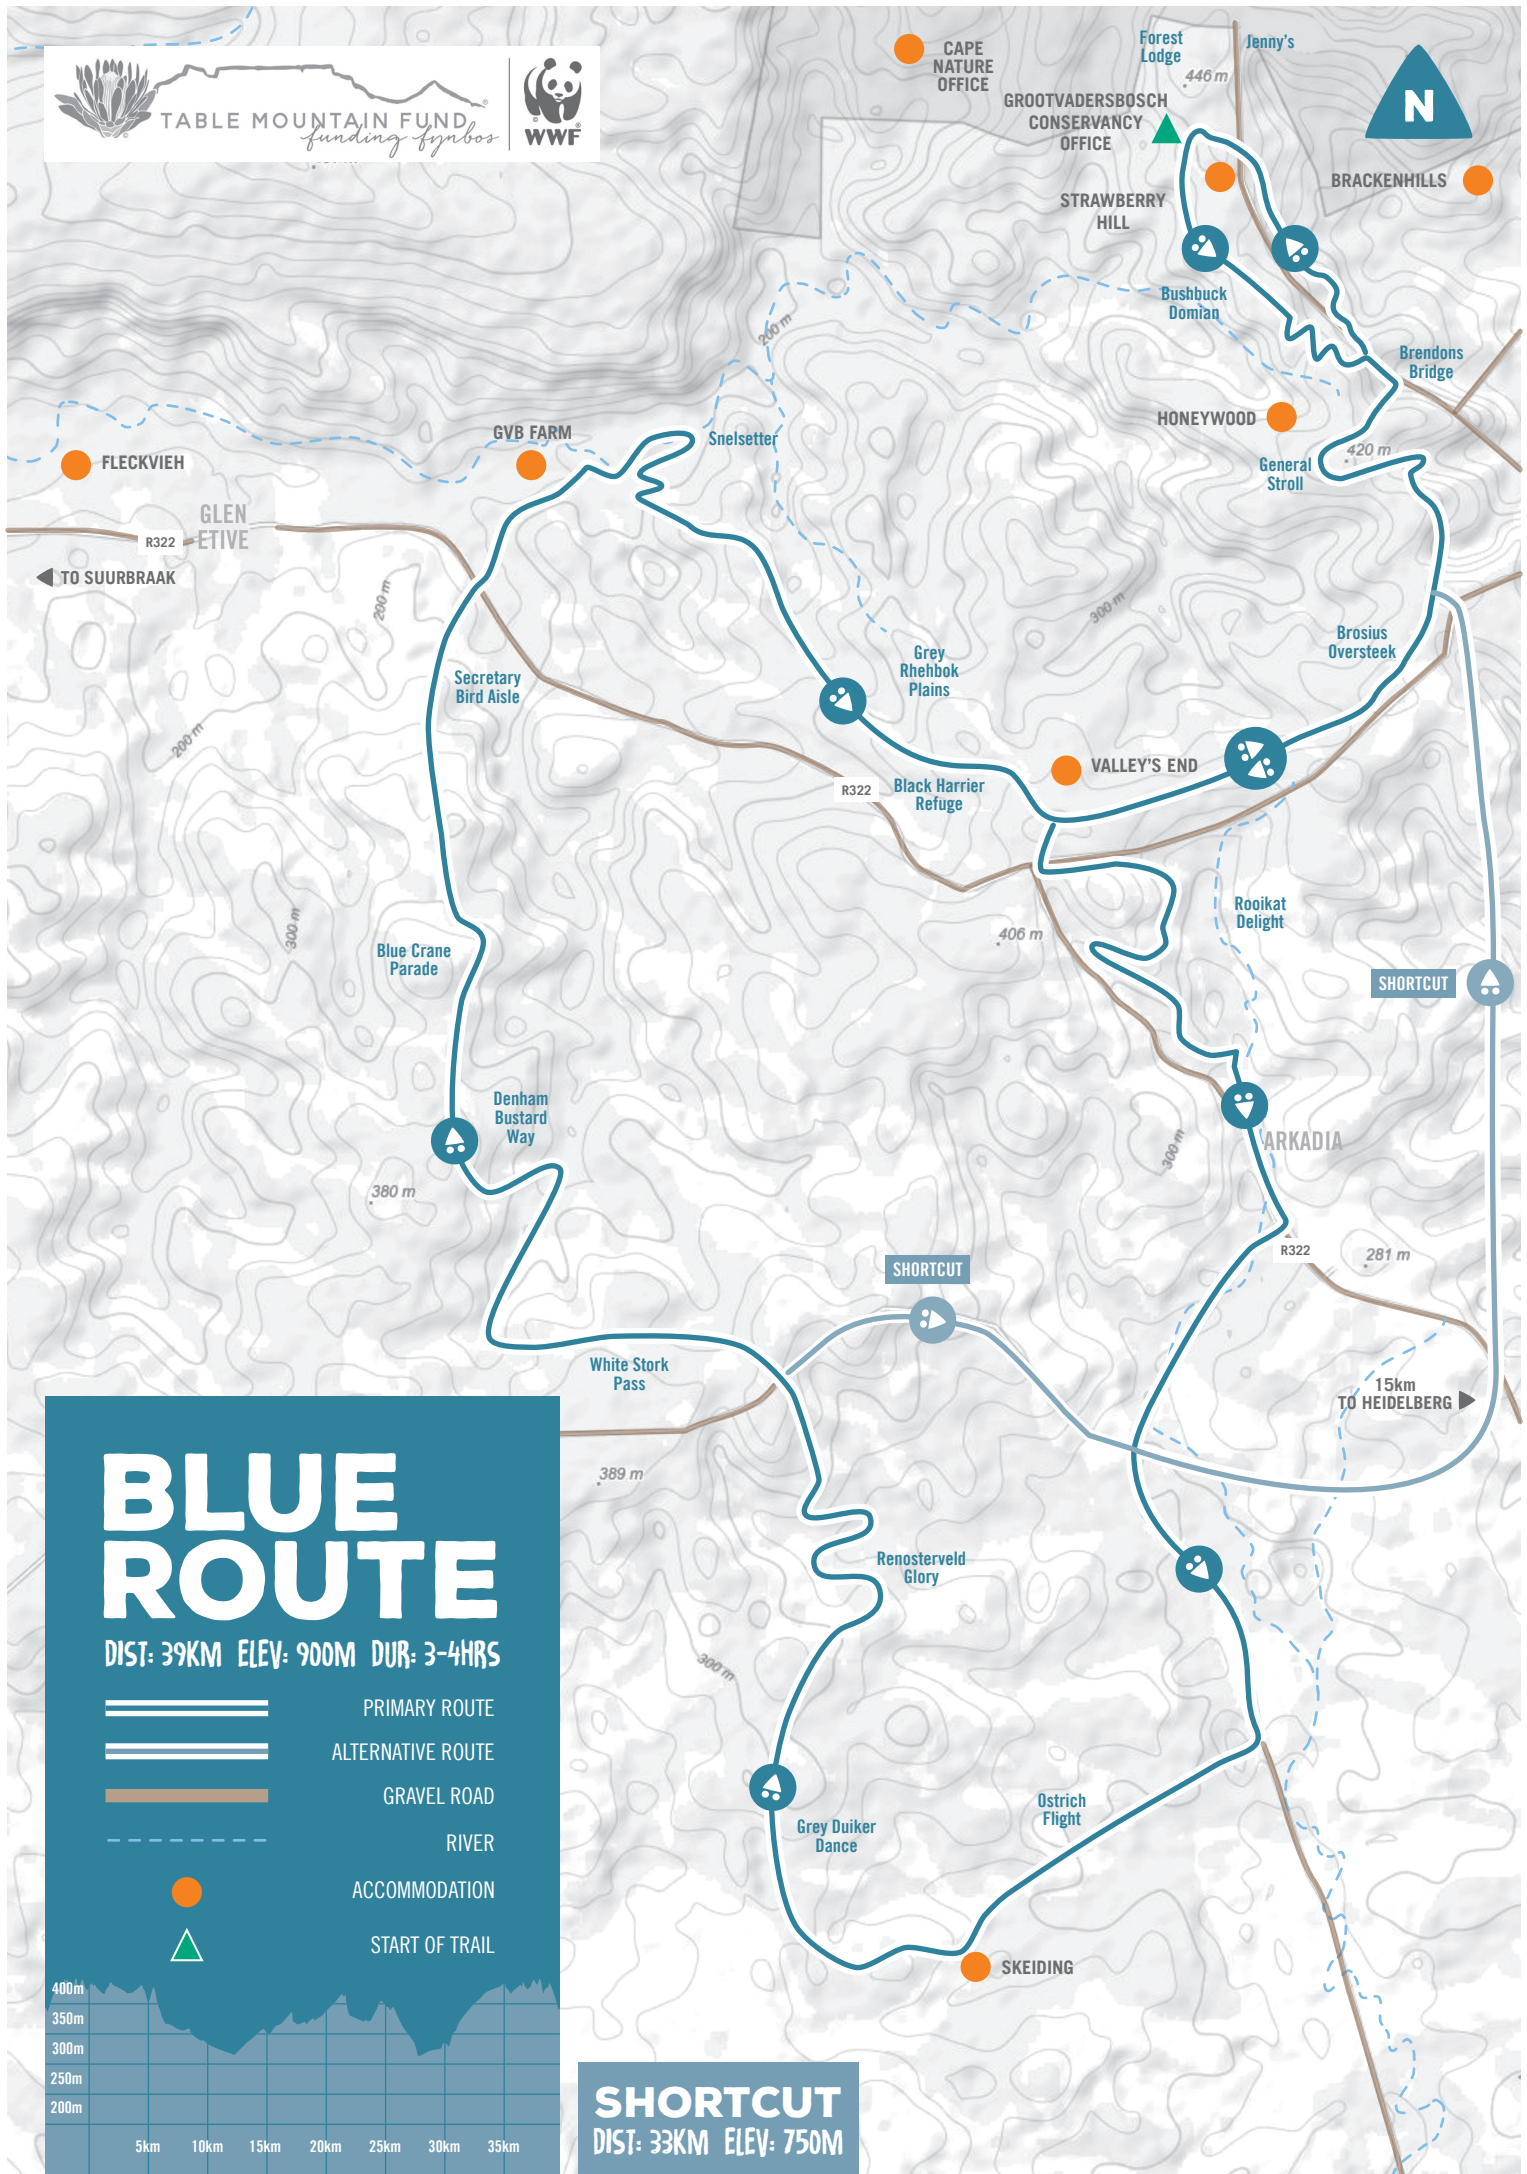 TABLE MOUNTAIN FUND
funding fynbos
WWF
CAPE
NATURE
OFFICE
Forest
Lodge
Jenny's
446 m
N
GROOTVADERSBOSCH
CONSERVANCY
OFFICE
BRACKENHILLS
STRAWBERRY
HILL
Bushbuck
Domian
200 m
Brendons
Bridge
HONEYWOOD
GVB FARM
Snelsetter
420 m
General
Stroll
FLECKVIEH
GLEN
ETIVE
R322
TO SUURBRAAK
200 m
300 m
Brosius
Oversteek
Grey
Rhehbok
Plains
Secretary
Bird Aisle
200 m
VALLEY'S END
R322
Black Harrier
Refuge
Rooikat
Delight
300 m
406 m
Blue Crane
Parade
SHORTCUT
Denham
Bustard
Way
ARKADIA
300 m
380 m
R322
281 m
SHORTCUT
White Stork
Pass
15km
TO HEIDELBERG
389 m
Renosterveld
Glory
300 m
Ostrich
Flight
Grey Duiker
Dance
SKEIDING
BLUE
ROUTE
DIST: 39KM ELEV: 900M DUR: 3-4HRS
PRIMARY ROUTE
ALTERNATIVE ROUTE
GRAVEL ROAD
RIVER
ACCOMMODATION
START OF TRAIL
400m
350m
300m
250m
200m
5km 10km 15km 20km 25km 30km 35km
SHORTCUT
DIST: 33KM ELEV: 750M